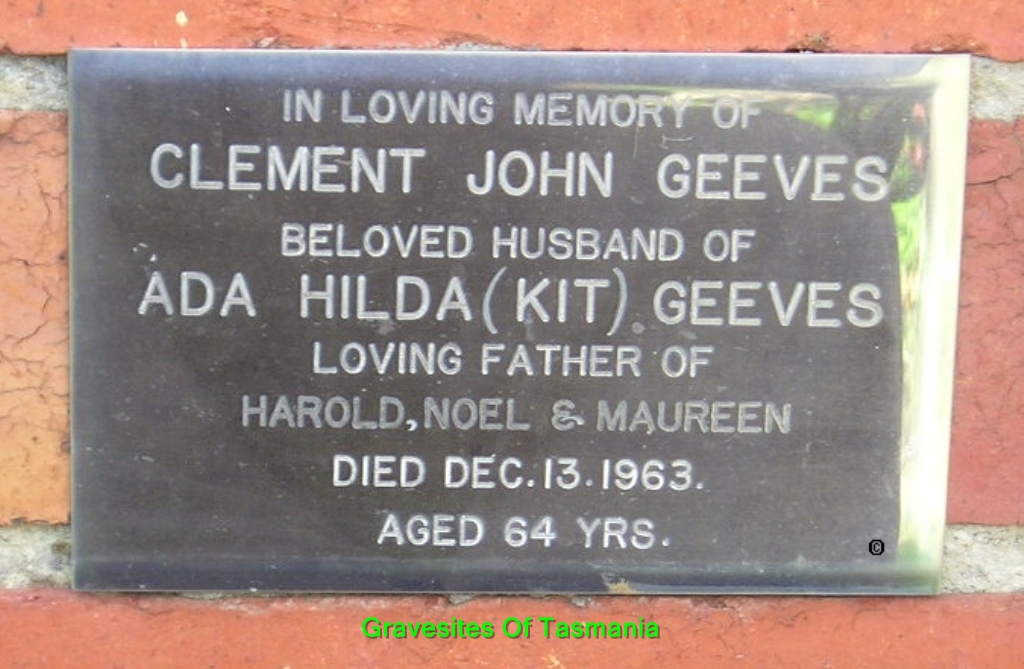 IN LOVING MEMORY OF
CLEMENT JOHN GEEVES
BELOVED HUSBAND OF
ADA HILDA (KIT) GEEVES
LOVING FATHER OF
HAROLD, NOEL & MAUREEN
DIED DEC. 13. 1963.
AGED 64 YRS.
©
Gravesites Of Tasmania